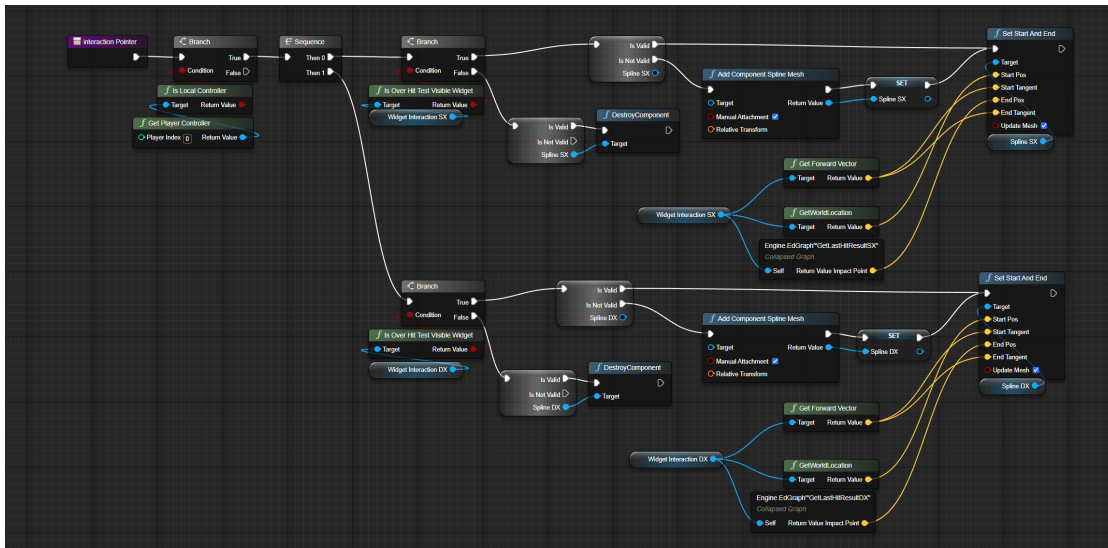 interaction Pointer
Branch
True
Condition
False
Is Local Controller
Target
Return Value
Get Player Controller
Player Index
0
Return Value
Sequence
Then 0
Then 1
Branch
True
Condition
False
Is Over Hit Test Visible Widget
Target
Return Value
Widget Interaction SX
Is Valid
Is Not Valid
Spline SX
DestroyComponent
Target
Is Valid
Is Not Valid
Spline SX
Add Component Spline Mesh
Target
Return Value
Manual Attachment
Relative Transform
SET
Spline SX
Set Start And End
Target
Start Pos
Start Tangent
End Pos
End Tangent
Update Mesh
Spline SX
Get Forward Vector
Target
Return Value
Widget Interaction SX
GetWorldLocation
Target
Return Value
Engine.EdGraph'"GetLastHitResultSX"
Collapsed Graph
Self
Return Value Impact Point
Branch
True
Condition
False
Is Over Hit Test Visible Widget
Target
Return Value
Widget Interaction DX
Is Valid
Is Not Valid
Spline DX
DestroyComponent
Target
Is Valid
Is Not Valid
Spline DX
Add Component Spline Mesh
Target
Return Value
Manual Attachment
Relative Transform
SET
Spline DX
Set Start And End
Target
Start Pos
Start Tangent
End Pos
End Tangent
Update Mesh
Spline DX
Get Forward Vector
Target
Return Value
Widget Interaction DX
GetWorldLocation
Target
Return Value
Engine.EdGraph'"GetLastHitResultDX"
Collapsed Graph
Self
Return Value Impact Point